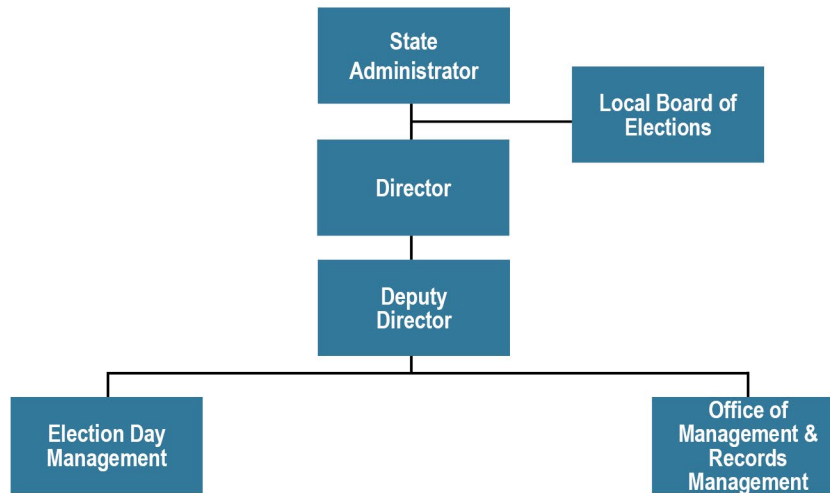 State
Administrator
Local Board of
Elections
Director
Deputy
Director
Election Day
Management
Office of
Management &
Records
Management